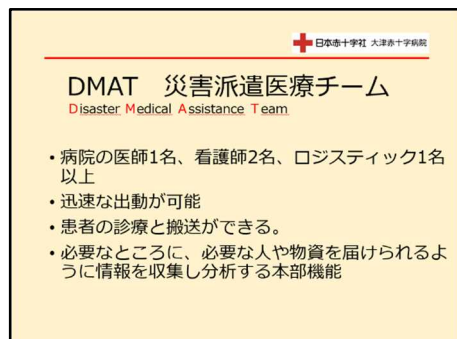 日本赤十字社 大津赤十字病院
DMAT　災害派遣医療チーム
Disaster Medical Assistance Team
・病院の医師1名、看護師2名、ロジスティック1名
以上
・迅速な出動が可能
・患者の診療と搬送ができる。
・必要なところに、必要な人や物資を届けられるよ
うに情報を収集し分析する本部機能